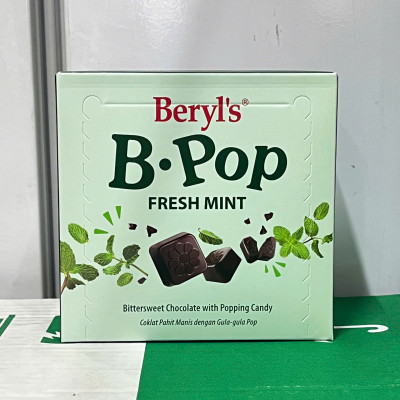 Beryl's®
B•Pop
FRESH MINT
Bittersweet Chocolate with Popping Candy
Coklat Pahit Manis dengan Gula-gula Pop